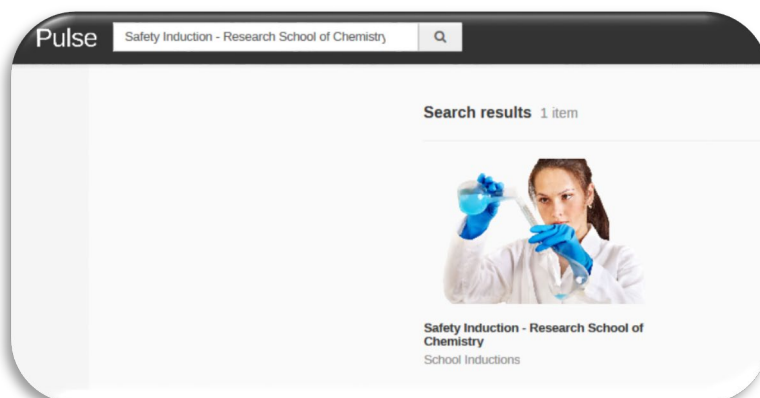 Pulse
Safety Induction - Research School of Chemistry
Search results 1 item
Safety Induction - Research School of
Chemistry
School Inductions